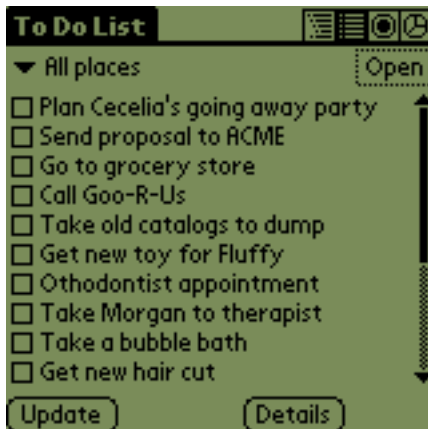 To Do List
All places
Open
Plan Cecelia's going away party
Send proposal to ACME
Go to grocery store
Call Goo-R-Us
Take old catalogs to dump
Get new toy for Fluffy
Othodontist appointment
Take Morgan to therapist
Take a bubble bath
Get new hair cut
Update
Details